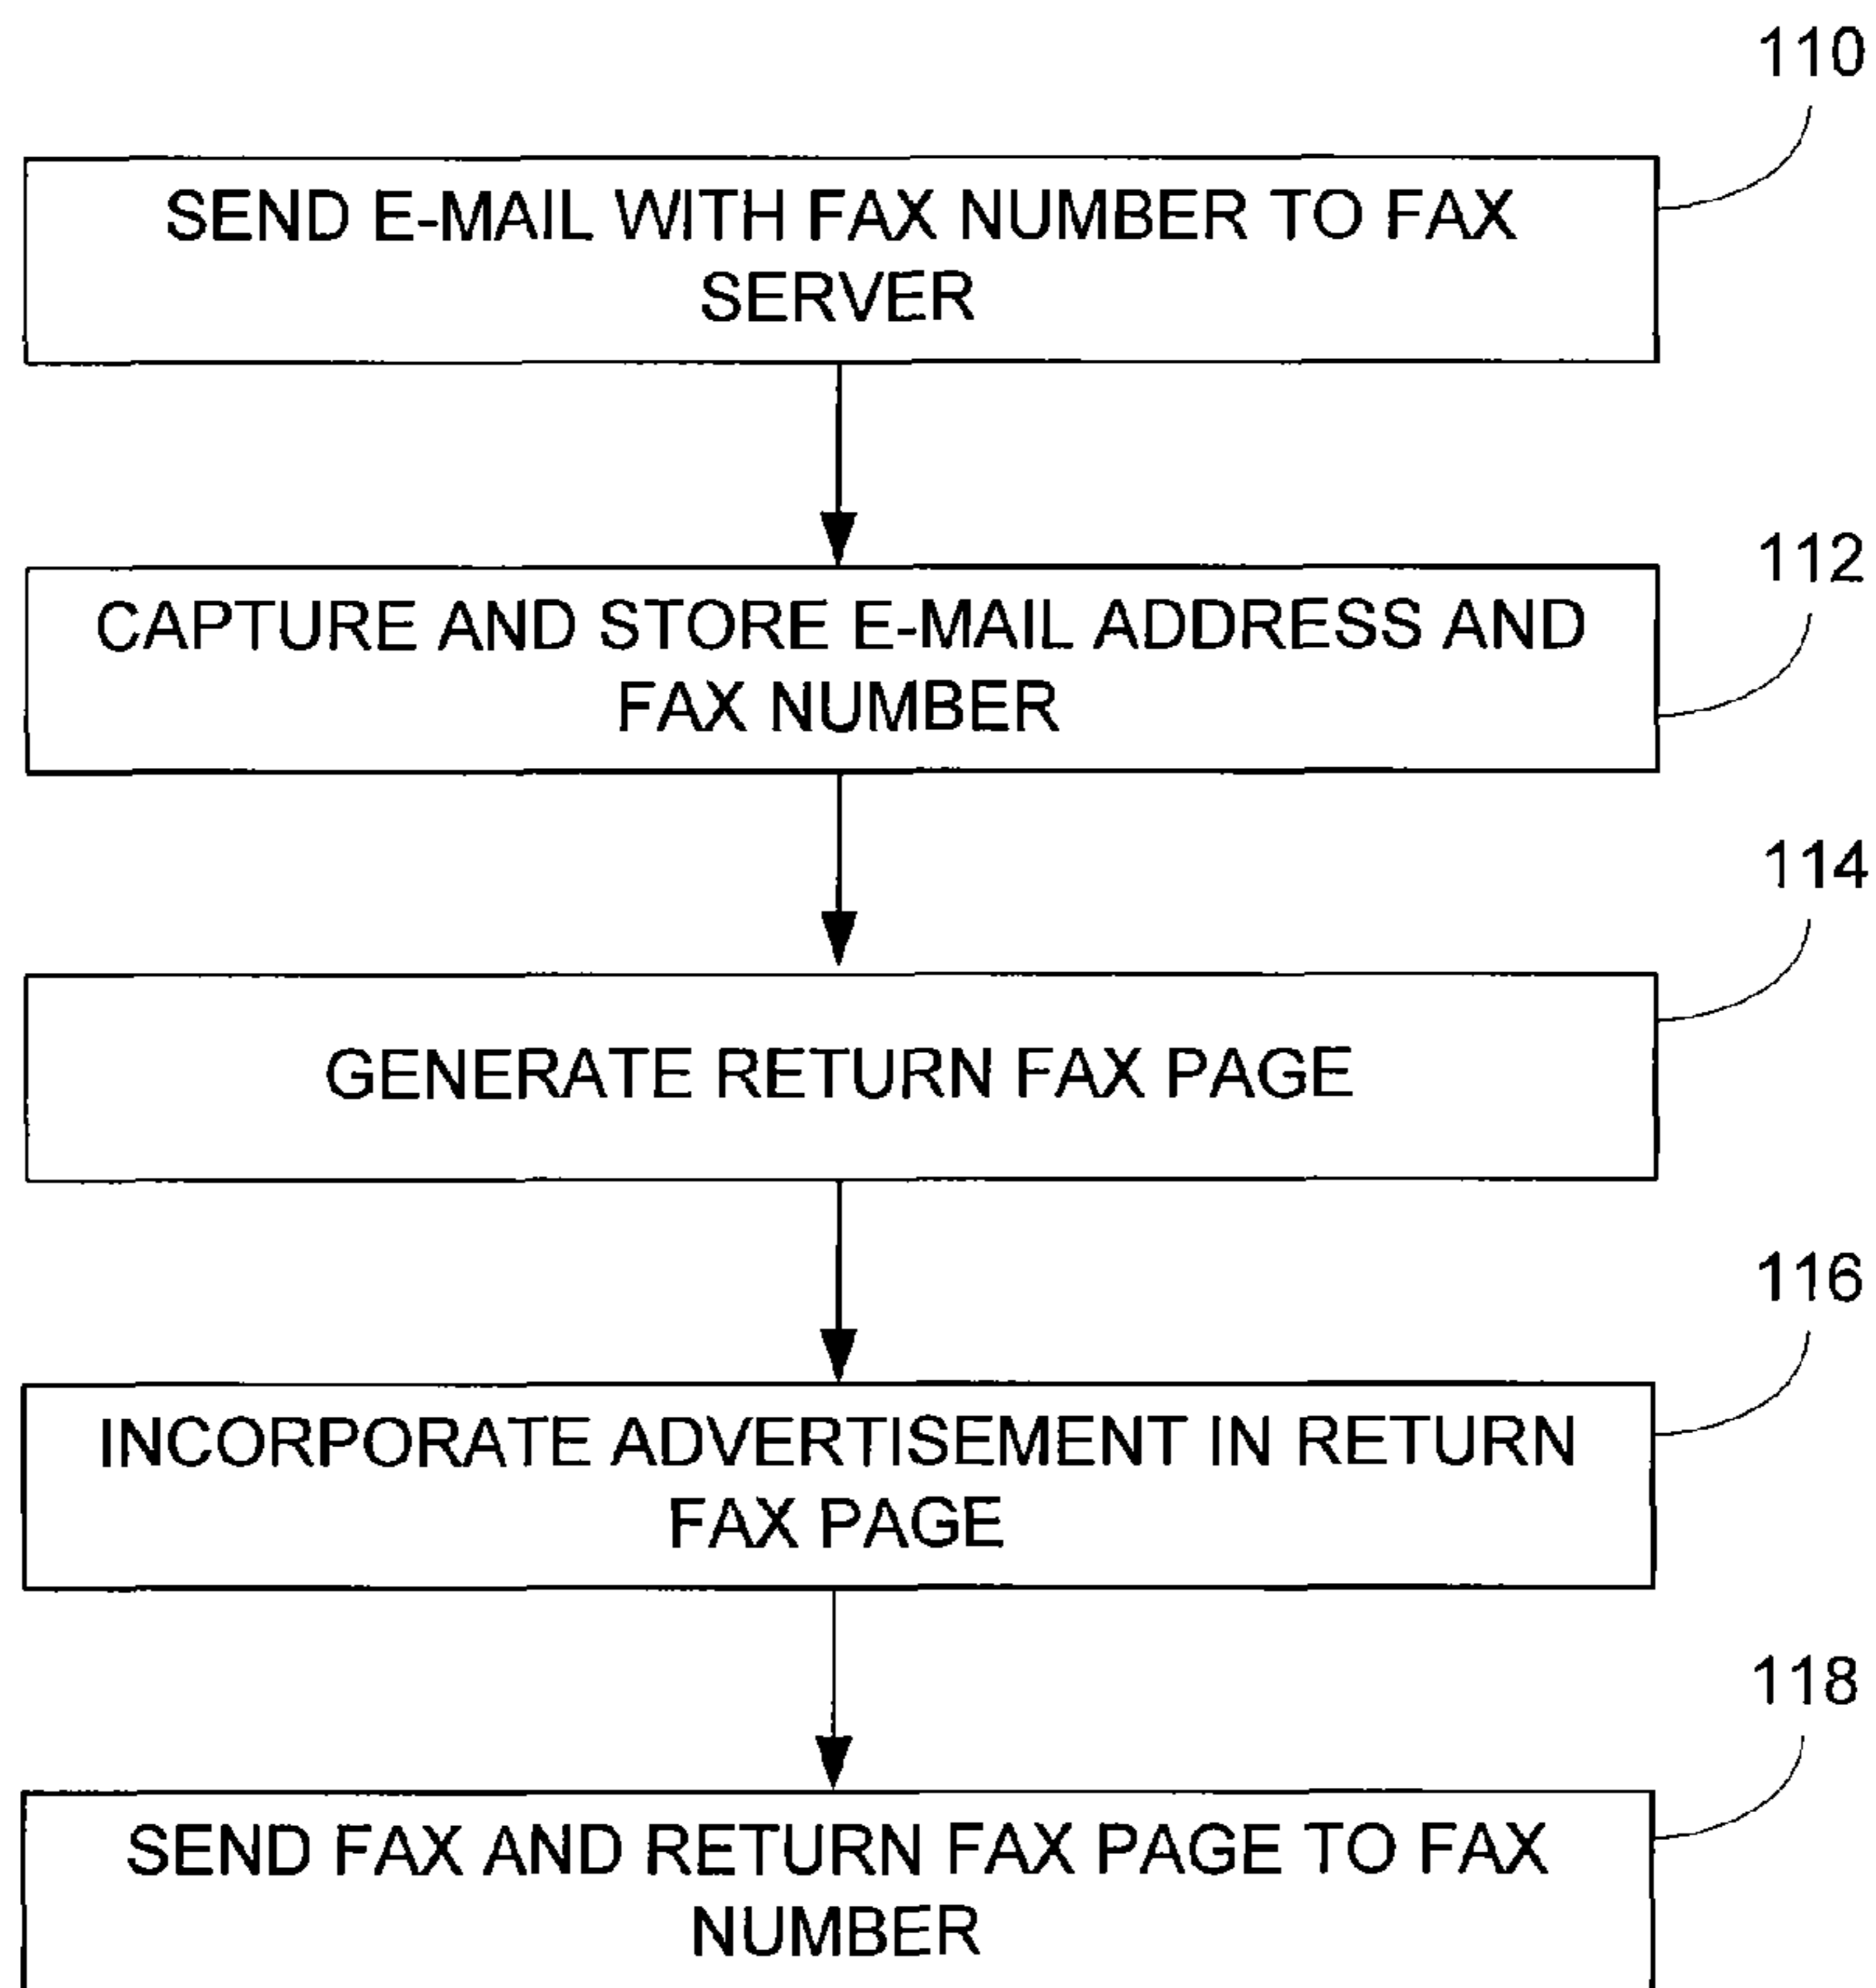 110
SEND E-MAIL WITH FAX NUMBER TO FAX
SERVER
112
CAPTURE AND STORE E-MAIL ADDRESS AND
FAX NUMBER
114
GENERATE RETURN FAX PAGE
116
INCORPORATE ADVERTISEMENT IN RETURN
FAX PAGE
118
SEND FAX AND RETURN FAX PAGE TO FAX
NUMBER